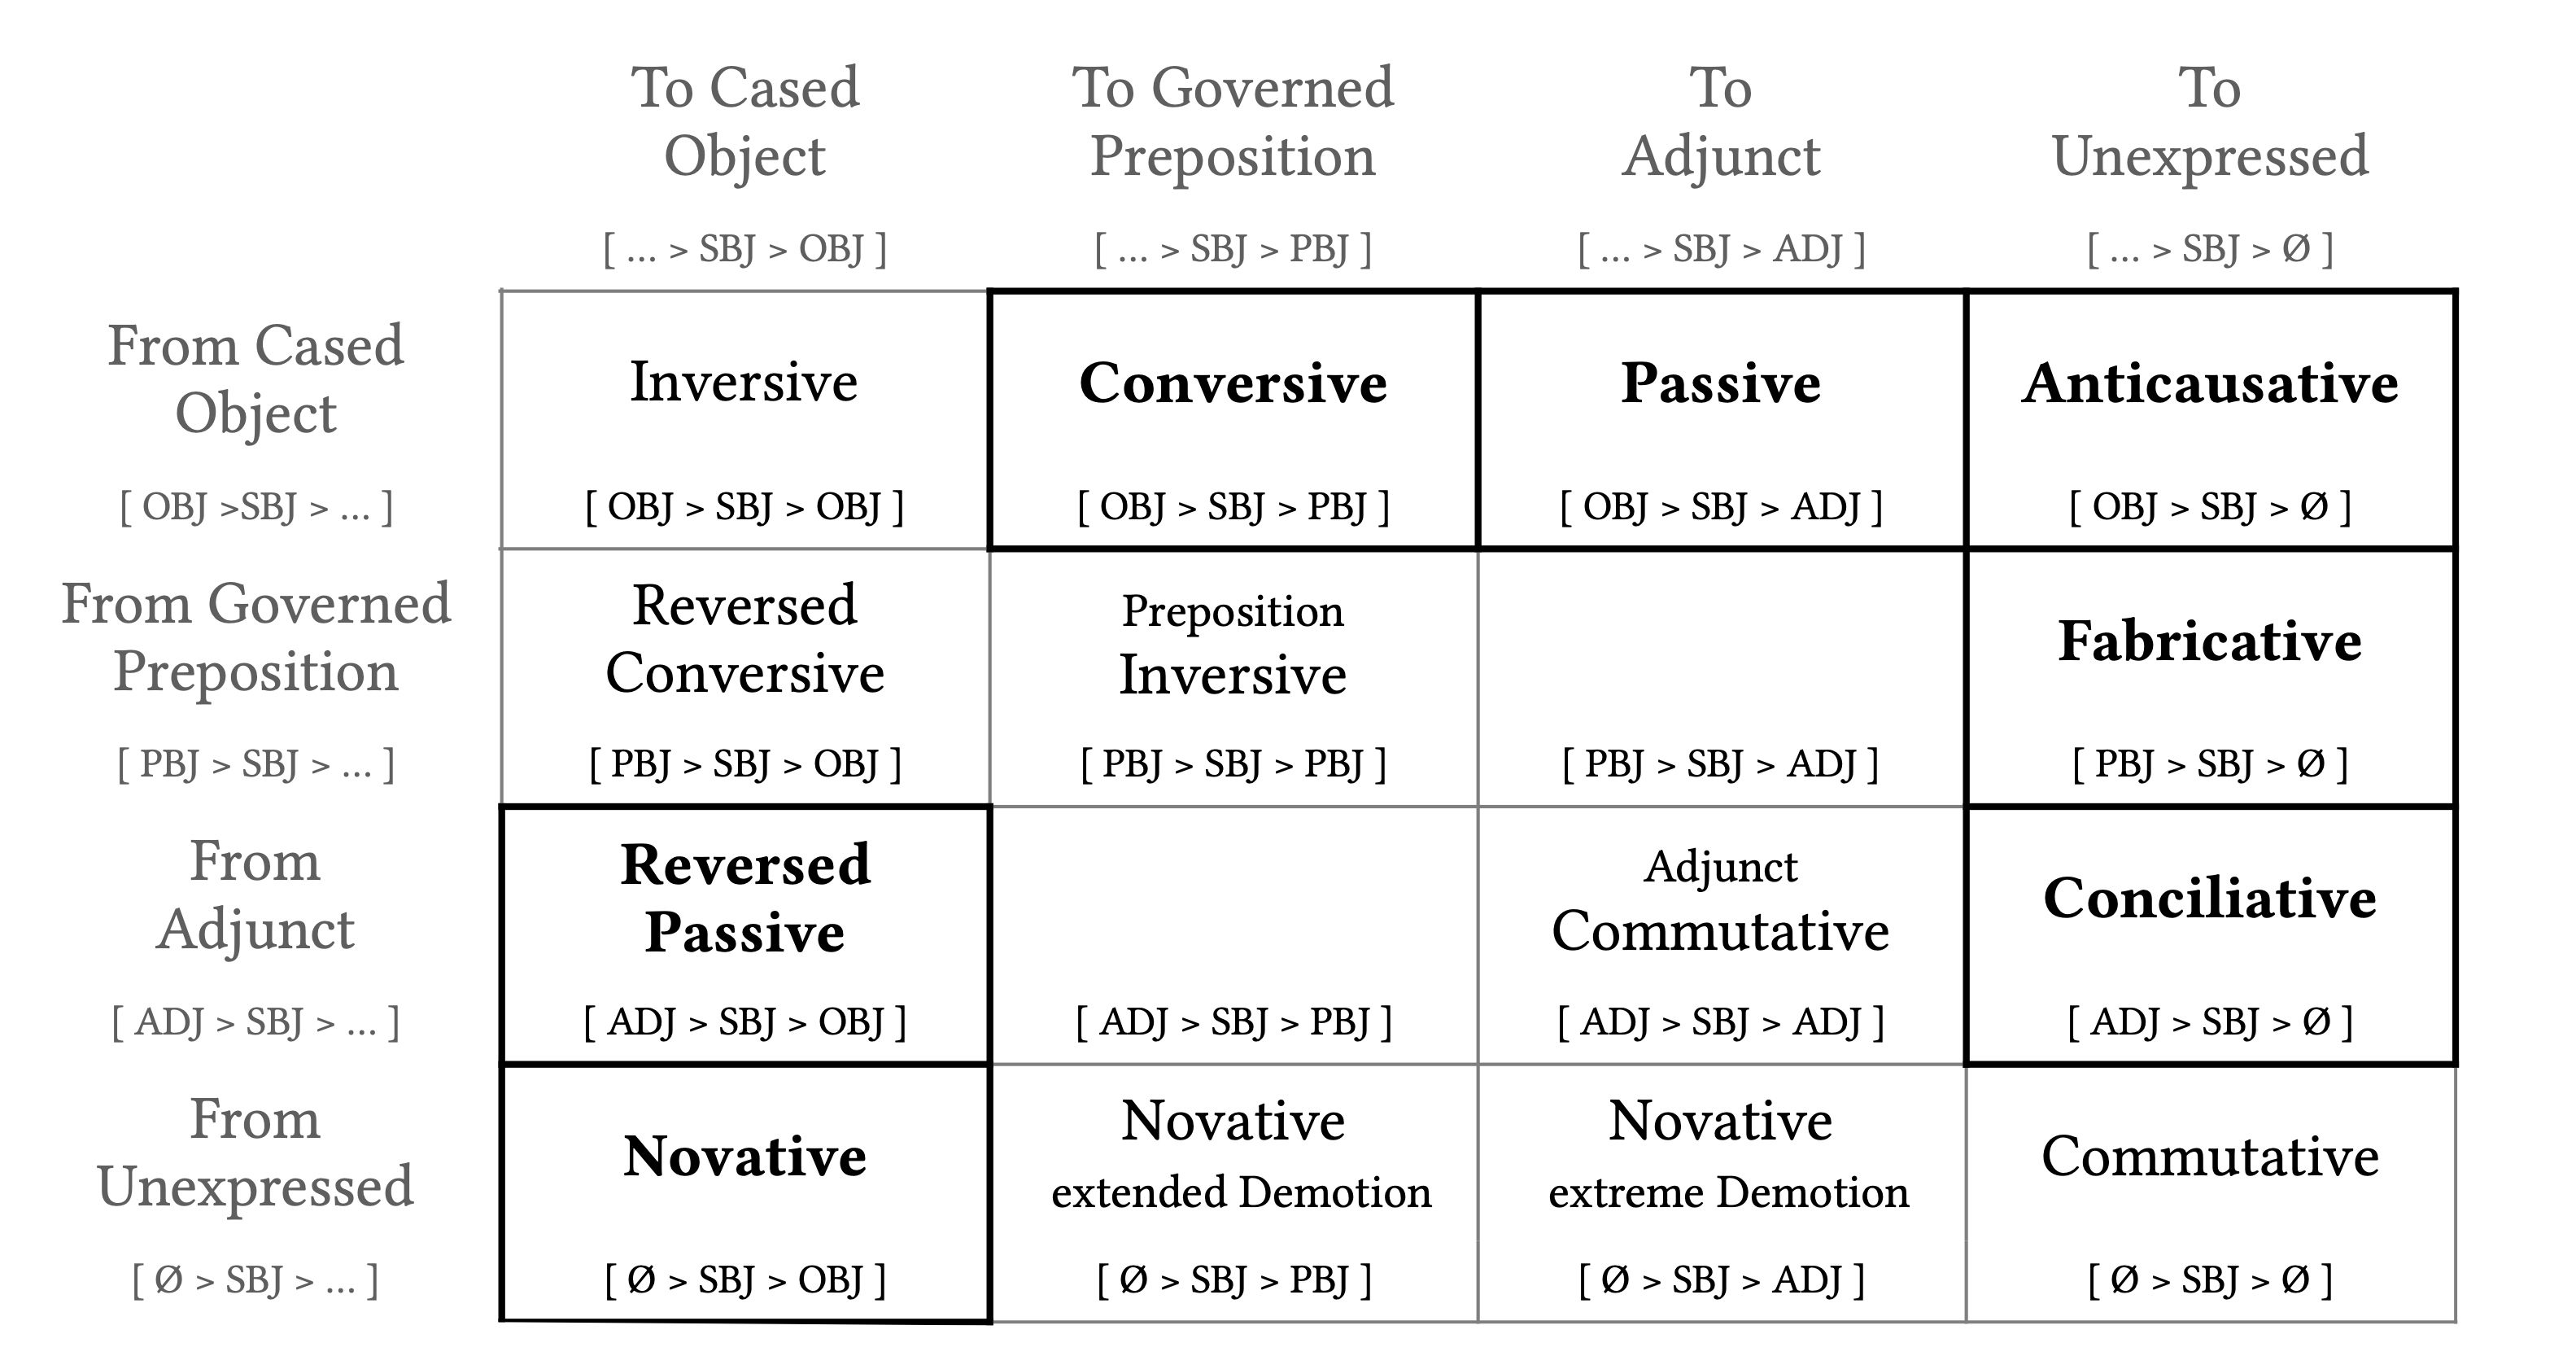 To Cased
Object
[ ... > SBJ > OBJ ]
To Governed
Preposition
[ ... > SBJ > PBJ ]
To
Adjunct
[ ... > SBJ > ADJ ]
To
Unexpressed
[ ... > SBJ > Ø ]
From Cased
Object
[ OBJ >SBJ > ... ]
Inversive
[ OBJ > SBJ > OBJ ]
Conversive
[ OBJ > SBJ > PBJ ]
Passive
[ OBJ > SBJ > ADJ ]
Anticausative
[ OBJ > SBJ > Ø ]
From Governed
Preposition
[ PBJ > SBJ > ... ]
Reversed
Conversive
[ PBJ > SBJ > OBJ ]
Preposition
Inversive
[ PBJ > SBJ > PBJ ]
[ PBJ > SBJ > ADJ ]
Fabricative
[ PBJ > SBJ > Ø ]
From
Adjunct
[ ADJ > SBJ > ... ]
Reversed
Passive
[ ADJ > SBJ > OBJ ]
[ ADJ > SBJ > PBJ ]
Adjunct
Commutative
[ ADJ > SBJ > ADJ ]
Conciliative
[ ADJ > SBJ > Ø ]
From
Unexpressed
[ Ø > SBJ > ... ]
Novative
[ Ø > SBJ > OBJ ]
Novative
extended Demotion
[ Ø > SBJ > PBJ ]
Novative
extreme Demotion
[ Ø > SBJ > ADJ ]
Commutative
[ Ø > SBJ > Ø ]